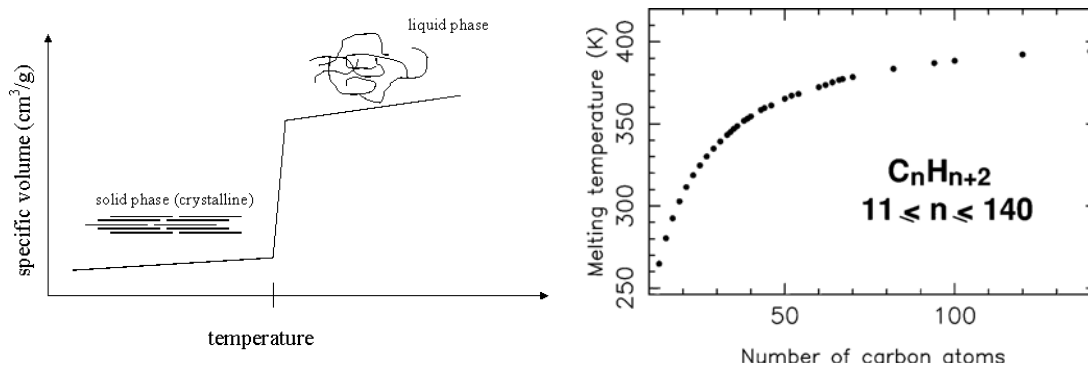 liquid phase
specific volume (cm³/g)
solid phase (crystalline)
temperature
Melting temperature (K)
400
350
300
250
CnHn+2
11 ⩽ n ⩽ 140
50
100
Number of carbon atoms